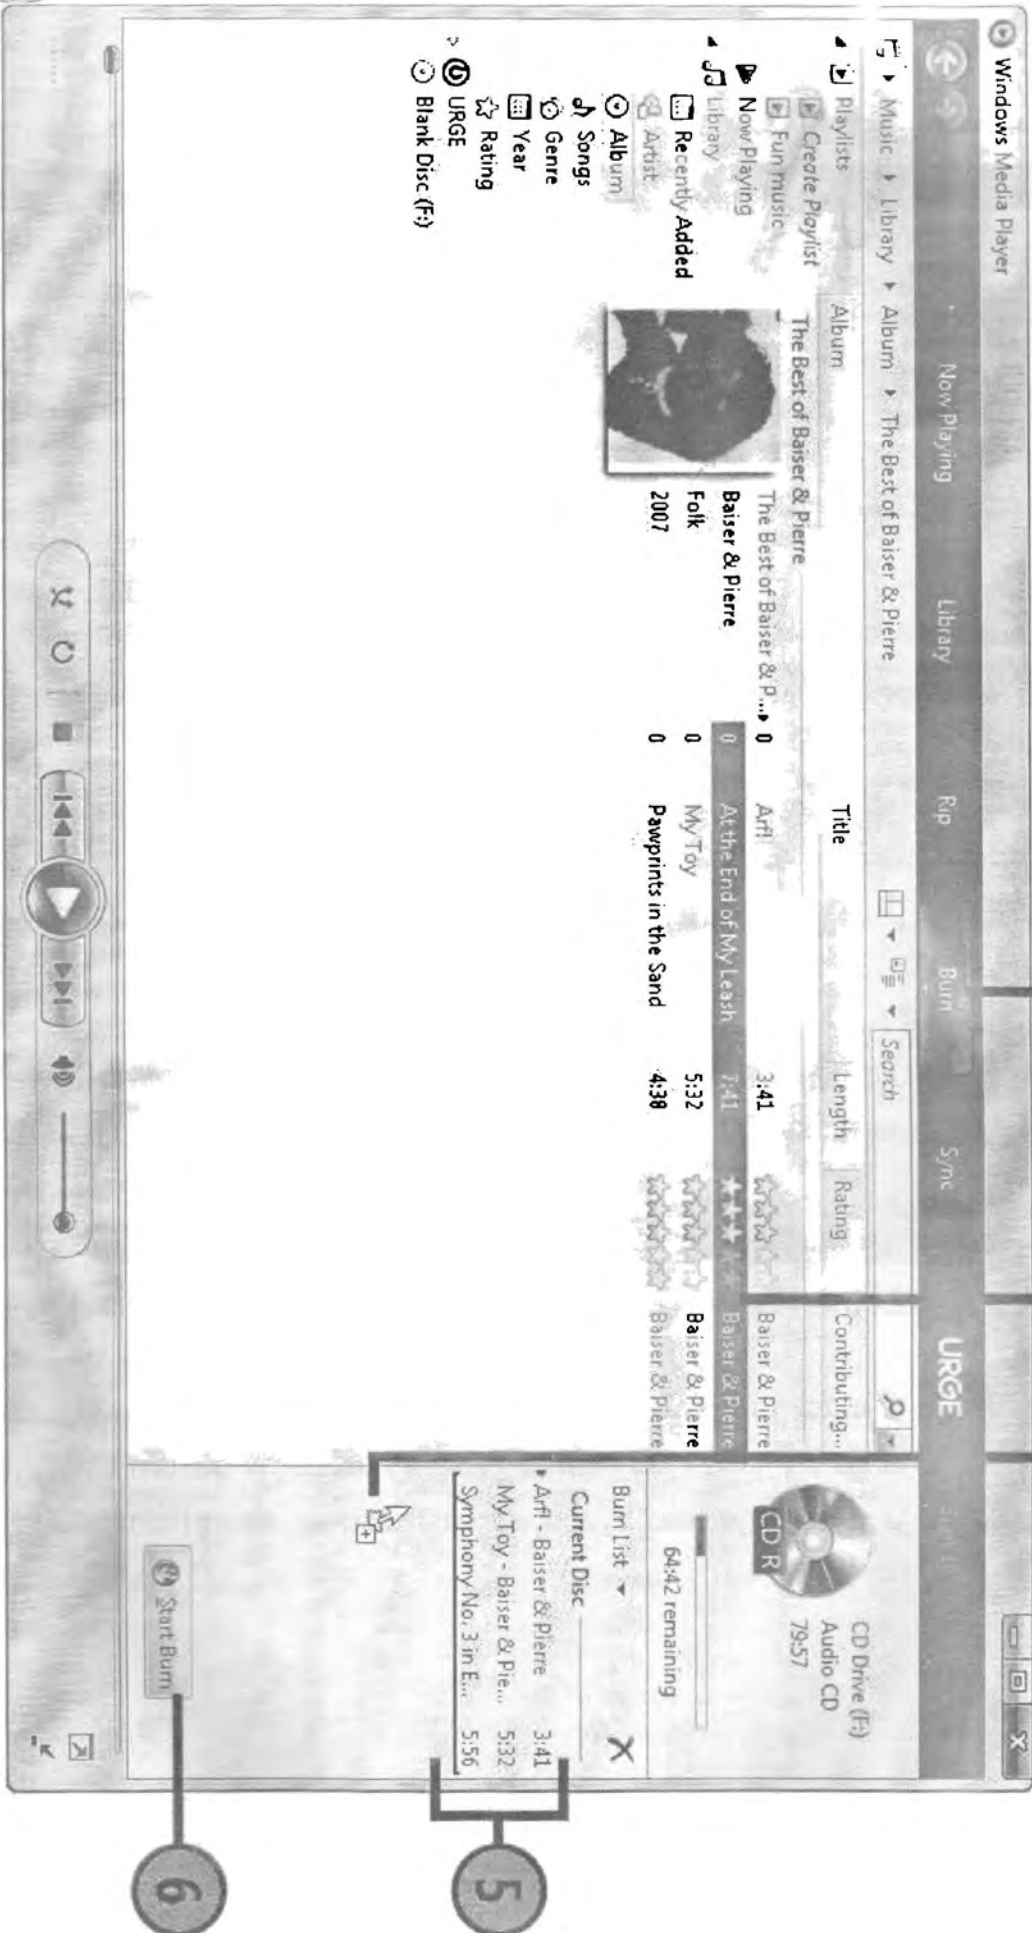 Windows Media Player
Now Playing Library Rip Burn Sync URGE
Music ▸ Library ▸ Album ▸ The Best of Baiser & Pierre Search
Playlists
Create Playlist
Fun music
Now Playing
Library
Recently Added
Artist
Album
Songs
Genre
Year
Rating
URGE
Blank Disc (F:)
Album Title Length Rating Contributing...
The Best of Baiser & Pierre
The Best of Baiser & P... 0 Arf! 3:41 Baiser & Pierre
Baiser & Pierre 0 At the End of My Leash 7:41 Baiser & Pierre
Folk 0 My Toy 5:32 Baiser & Pierre
2007 0 Pawprints in the Sand 4:38 Baiser & Pierre
CD R
CD Drive (F:)
Audio CD
79:57
64:42 remaining
Burn List
Current Disc
Arf! - Baiser & Pierre 3:41
My Toy - Baiser & Pie... 5:32
Symphony No. 3 in E... 5:56
Start Burn
5
6